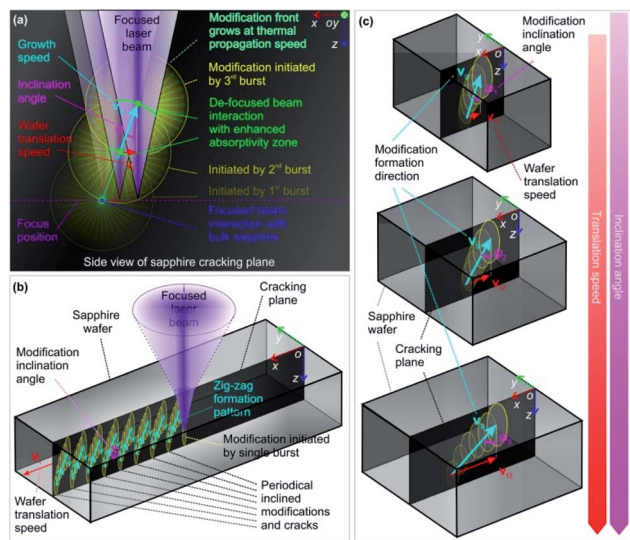 (a)
Focused
laser
beam
Modification front
grows at thermal
propagation speed
x oy
z
Growth
speed
Modification initiated
by 3rd burst
Inclination
angle
De-focused beam
interaction
with enhanced
absorptivity zone
Wafer
translation
speed
Initiated by 2nd burst
Initiated by 1st burst
Focus
position
Focused beam
interaction with
bulk sapphire
Side view of sapphire cracking plane
(b)
Focused
laser
beam
Cracking
plane
Sapphire
wafer
y
x
o
z
Modification
inclination
angle
Zig-zag
formation
pattern
Modification initiated
by single burst
Wafer
translation
speed
Periodical
inclined
modifications
and cracks
(c)
Modification
inclination
angle
y
x
o
z
Modification
formation
direction
Wafer
translation
speed
y
x
o
z
Sapphire
wafer
Cracking
plane
y
x
o
z
Translation speed
Inclination angle